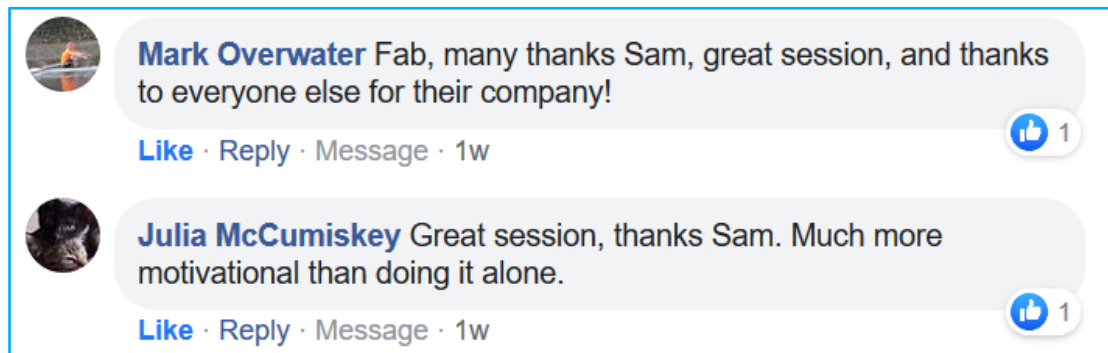 Mark Overwater Fab, many thanks Sam, great session, and thanks
to everyone else for their company!
1
Like · Reply · Message · 1w
Julia McCumiskey Great session, thanks Sam. Much more
motivational than doing it alone.
1
Like · Reply · Message · 1w